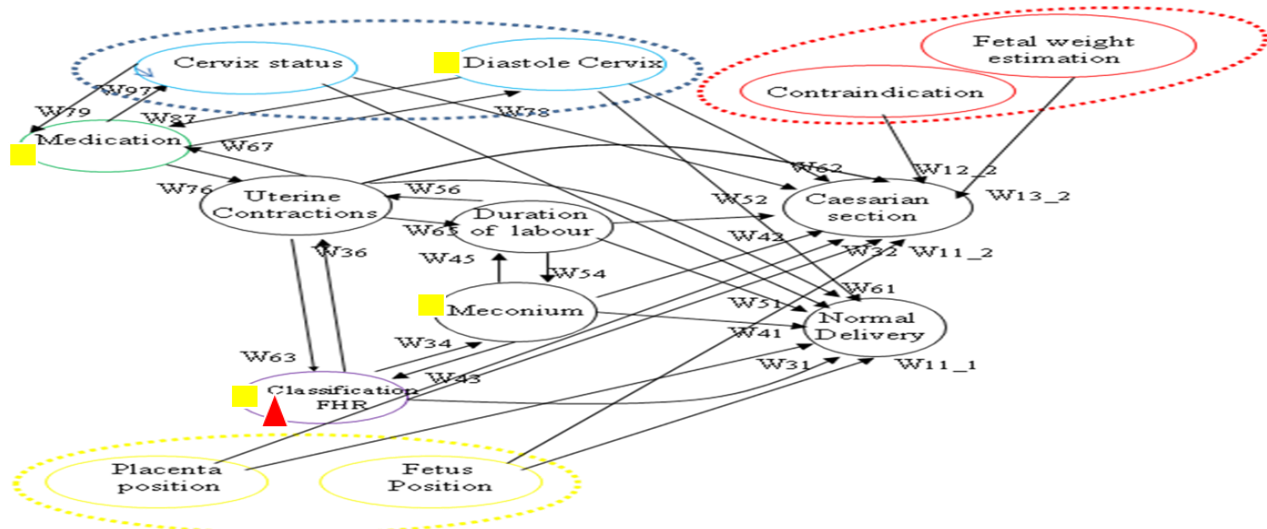 Fetal weight
estimation
Cervix status
Diastole Cervix
Contraindication
W97
W79
W87
W78
Medication
W67
W62
W12_2
W76
W56
W52
W13_2
Uterine
Contractions
Duration
of labour
Caesarian
section
W65
W42
W36
W45
W54
W32
W11_2
W61
Meconium
W51
Normal
Delivery
W34
W41
W63
W43
W31
W11_1
Classification
FHR
Placenta
position
Fetus
Position